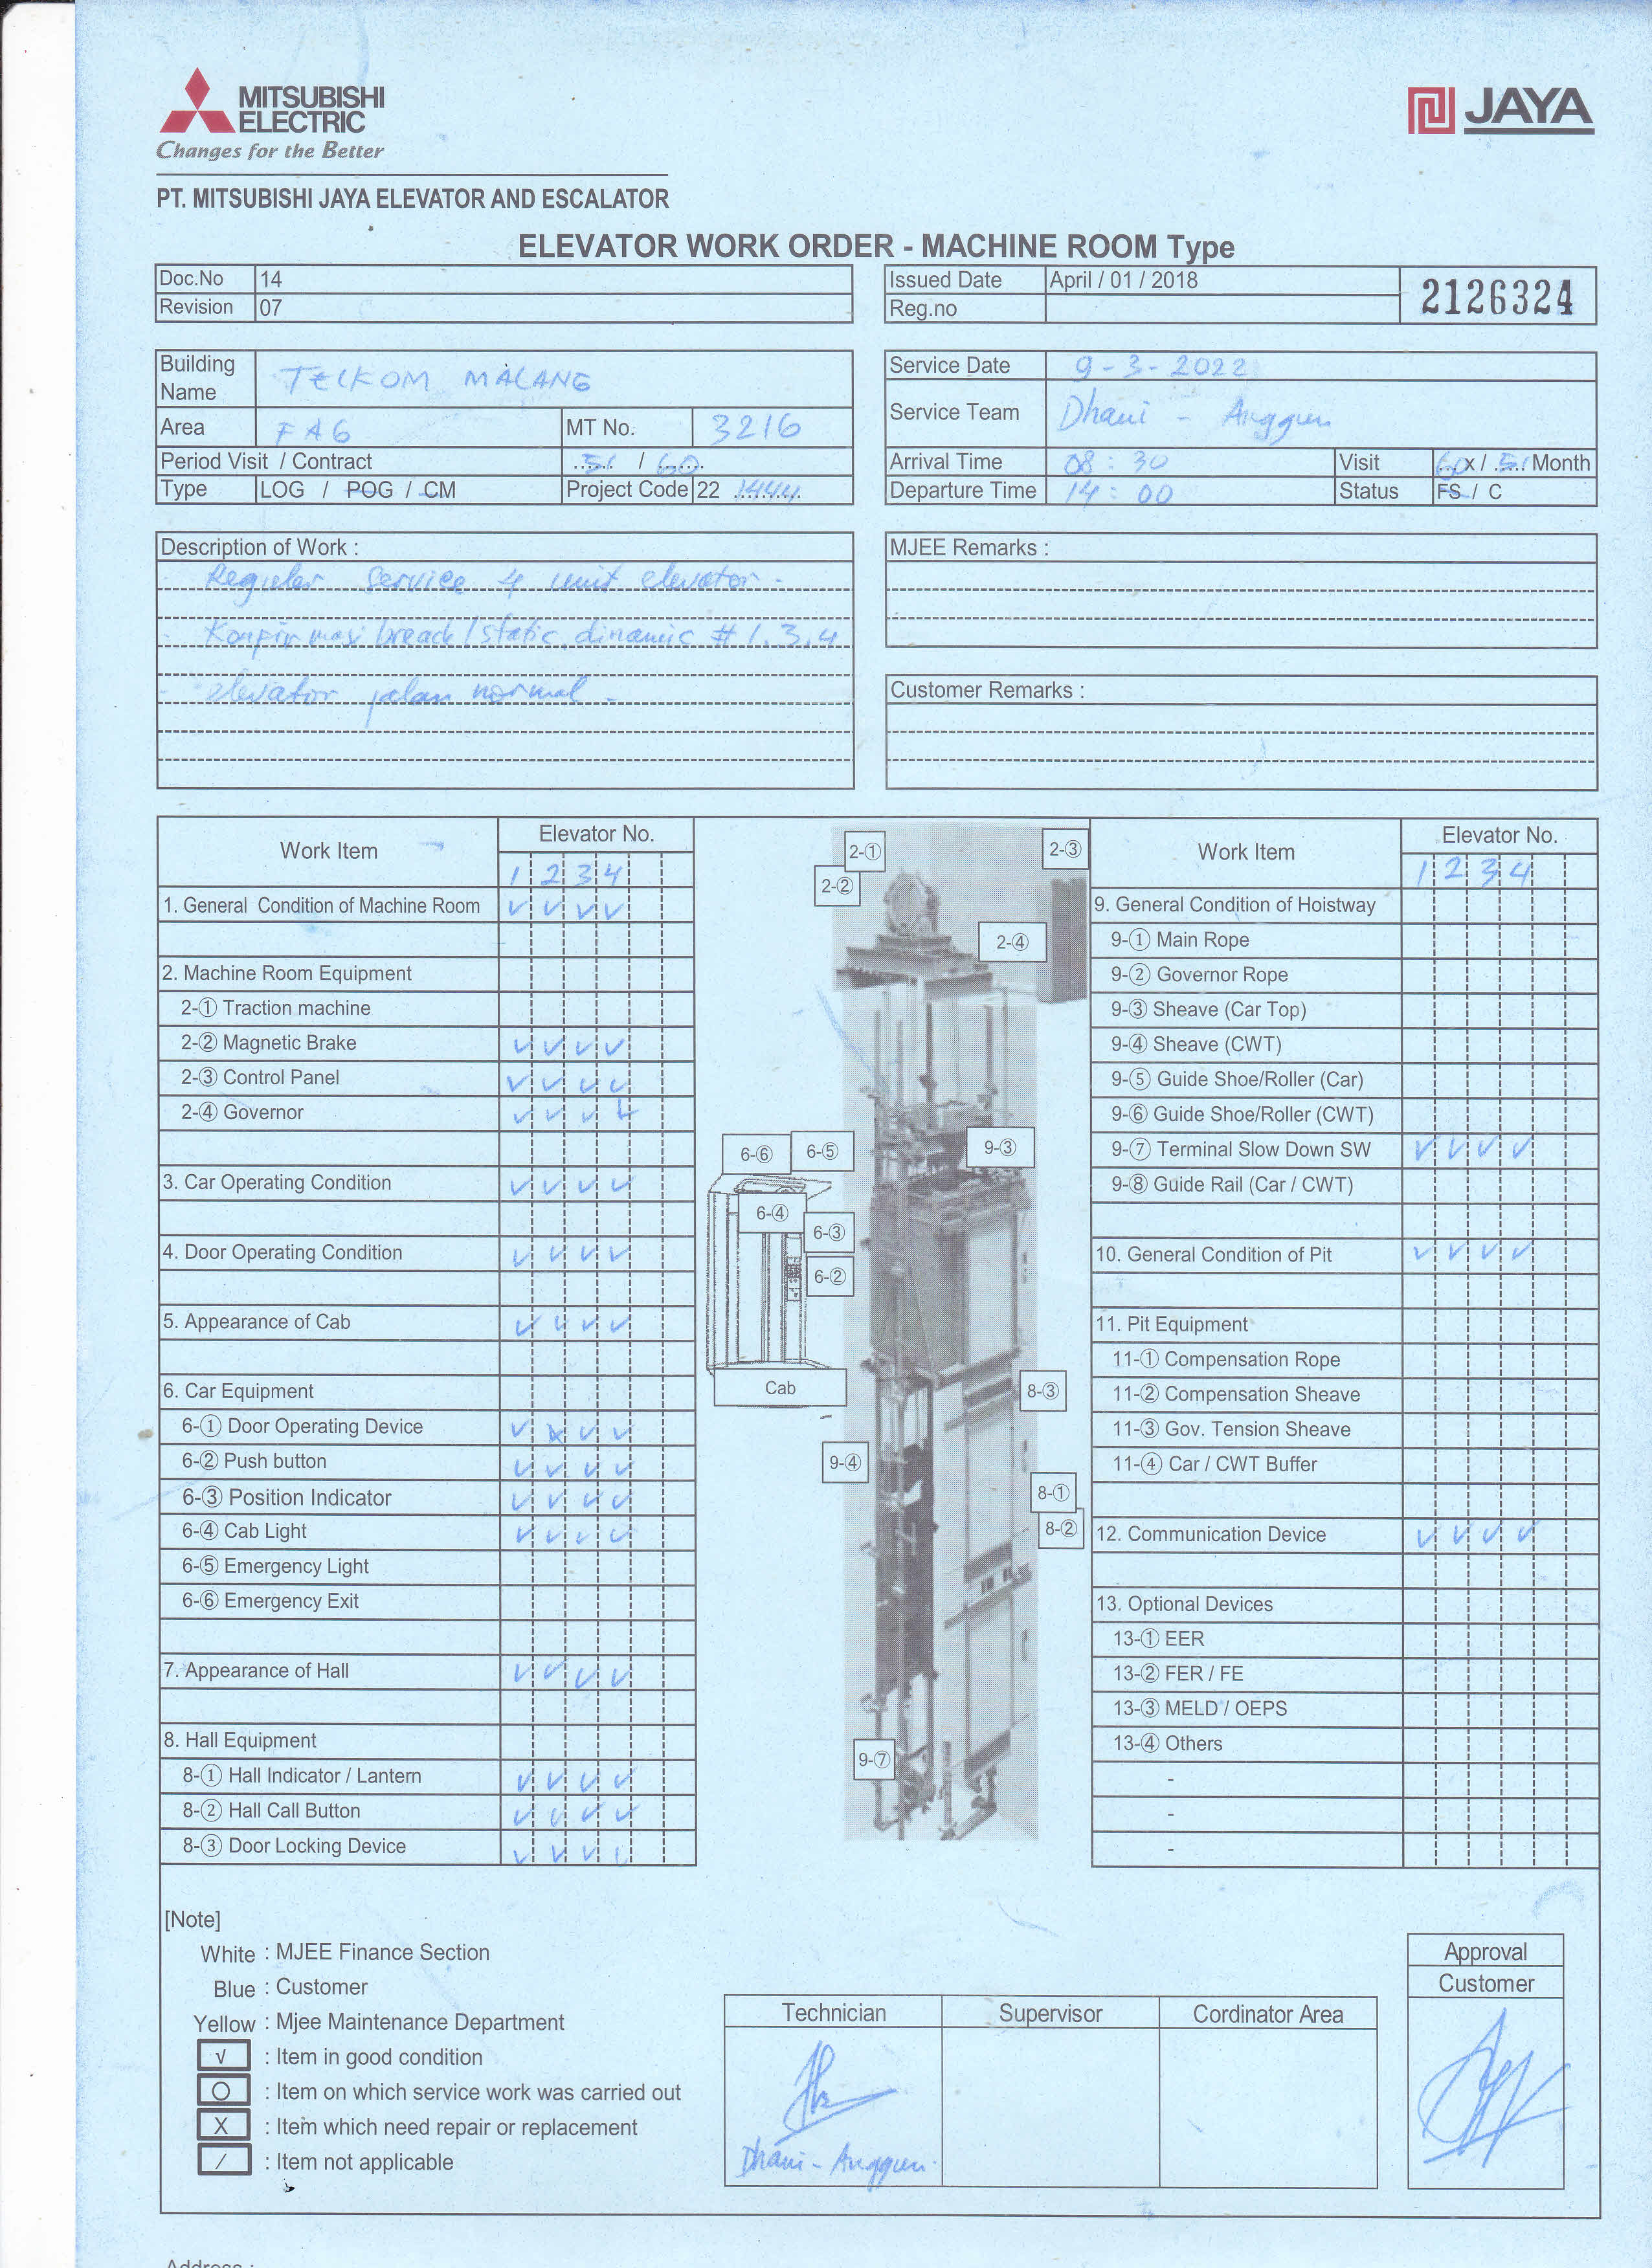 MITSUBISHI
ELECTRIC
Changes for the Better
JAYA
PT. MITSUBISHI JAYA ELEVATOR AND ESCALATOR
ELEVATOR WORK ORDER - MACHINE ROOM Type
Doc.No 14
Revision 07
Issued Date April / 01 / 2018
Reg.no
2126324
Building Name TELKOM MALANG
Area FAG MT No. 3216
Period Visit / Contract 51 / 60
Type LOG / POG / CM Project Code 22 1444
Service Date 9-3-2022
Service Team Dhani - Anggun
Arrival Time 08:30 Visit 60 x / 51 Month
Departure Time 14:00 Status FS / C
Description of Work :
- Reguler service 4 unit elevator -
- Konfirmasi break/static, dinamic # 1.3.4
- elevator jalan normal -
MJEE Remarks :
Customer Remarks :
Work Item Elevator No.
1 2 3 4
1. General Condition of Machine Room √ √ √ √
2. Machine Room Equipment
2-① Traction machine
2-② Magnetic Brake √ √ √ √
2-③ Control Panel √ √ √ √
2-④ Governor √ √ √ √
3. Car Operating Condition √ √ √ √
4. Door Operating Condition √ √ √ √
5. Appearance of Cab √ √ √ √
6. Car Equipment
6-① Door Operating Device √ √ √
6-② Push button √ √ √ √
6-③ Position Indicator √ √ √ √
6-④ Cab Light √ √ √ √
6-⑤ Emergency Light
6-⑥ Emergency Exit
7. Appearance of Hall √ √ √ √
8. Hall Equipment
8-① Hall Indicator / Lantern √ √ √ √
8-② Hall Call Button √ √ √ √
8-③ Door Locking Device √ √ √ √
2-①
2-②
2-③
2-④
6-⑥
6-⑤
9-③
6-④
6-③
6-②
Cab
8-③
9-④
8-①
8-②
9-⑦
Work Item Elevator No.
1 2 3 4
9. General Condition of Hoistway
9-① Main Rope
9-② Governor Rope
9-③ Sheave (Car Top)
9-④ Sheave (CWT)
9-⑤ Guide Shoe/Roller (Car)
9-⑥ Guide Shoe/Roller (CWT)
9-⑦ Terminal Slow Down SW √ √ √ √
9-⑧ Guide Rail (Car / CWT)
10. General Condition of Pit √ √ √ √
11. Pit Equipment
11-① Compensation Rope
11-② Compensation Sheave
11-③ Gov. Tension Sheave
11-④ Car / CWT Buffer
12. Communication Device √ √ √ √
13. Optional Devices
13-① EER
13-② FER / FE
13-③ MELD / OEPS
13-④ Others
-
-
-
[Note]
White : MJEE Finance Section
Blue : Customer
Yellow : Mjee Maintenance Department
√ : Item in good condition
O : Item on which service work was carried out
X : Item which need repair or replacement
/ : Item not applicable
Technician Supervisor Cordinator Area
Dhani - Anggun
Approval
Customer
Address :